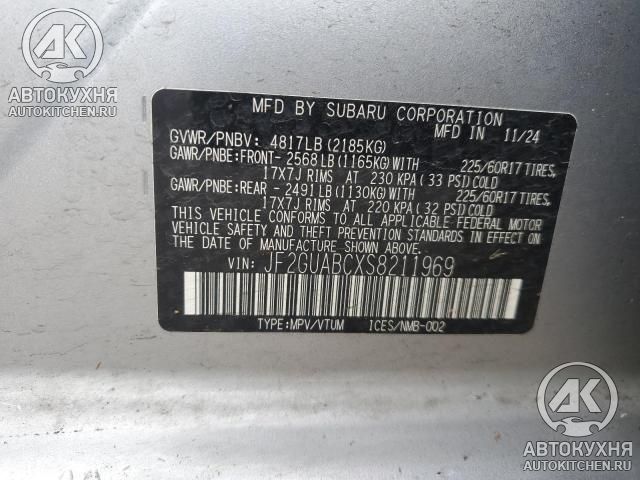 AK
АВТОКУХНЯ
AUTOKITCHEN.RU
MFD BY SUBARU CORPORATION
MFD IN 11/24
GVWR/PNBV: 4817LB(2185KG)
GAWR/PNBE:FRONT- 2568LB(1165KG)WITH 225/60R17 TIRES,
17X7J RIMS AT 230 KPA(33 PSI)COLD
GAWR/PNBE:REAR - 2491LB(1130KG)WITH 225/60R17 TIRES,
17X7J RIMS AT 220 KPA(32 PSI)COLD
THIS VEHICLE CONFORMS TO ALL APPLICABLE FEDERAL MOTOR
VEHICLE SAFETY AND THEFT PREVENTION STANDARDS IN EFFECT ON
THE DATE OF MANUFACTURE SHOWN ABOVE.
VIN: JF2GUABCXS8211969
TYPE:MPV/VTUM ICES/NMB-002
AK
АВТОКУХНЯ
AUTOKITCHEN.RU